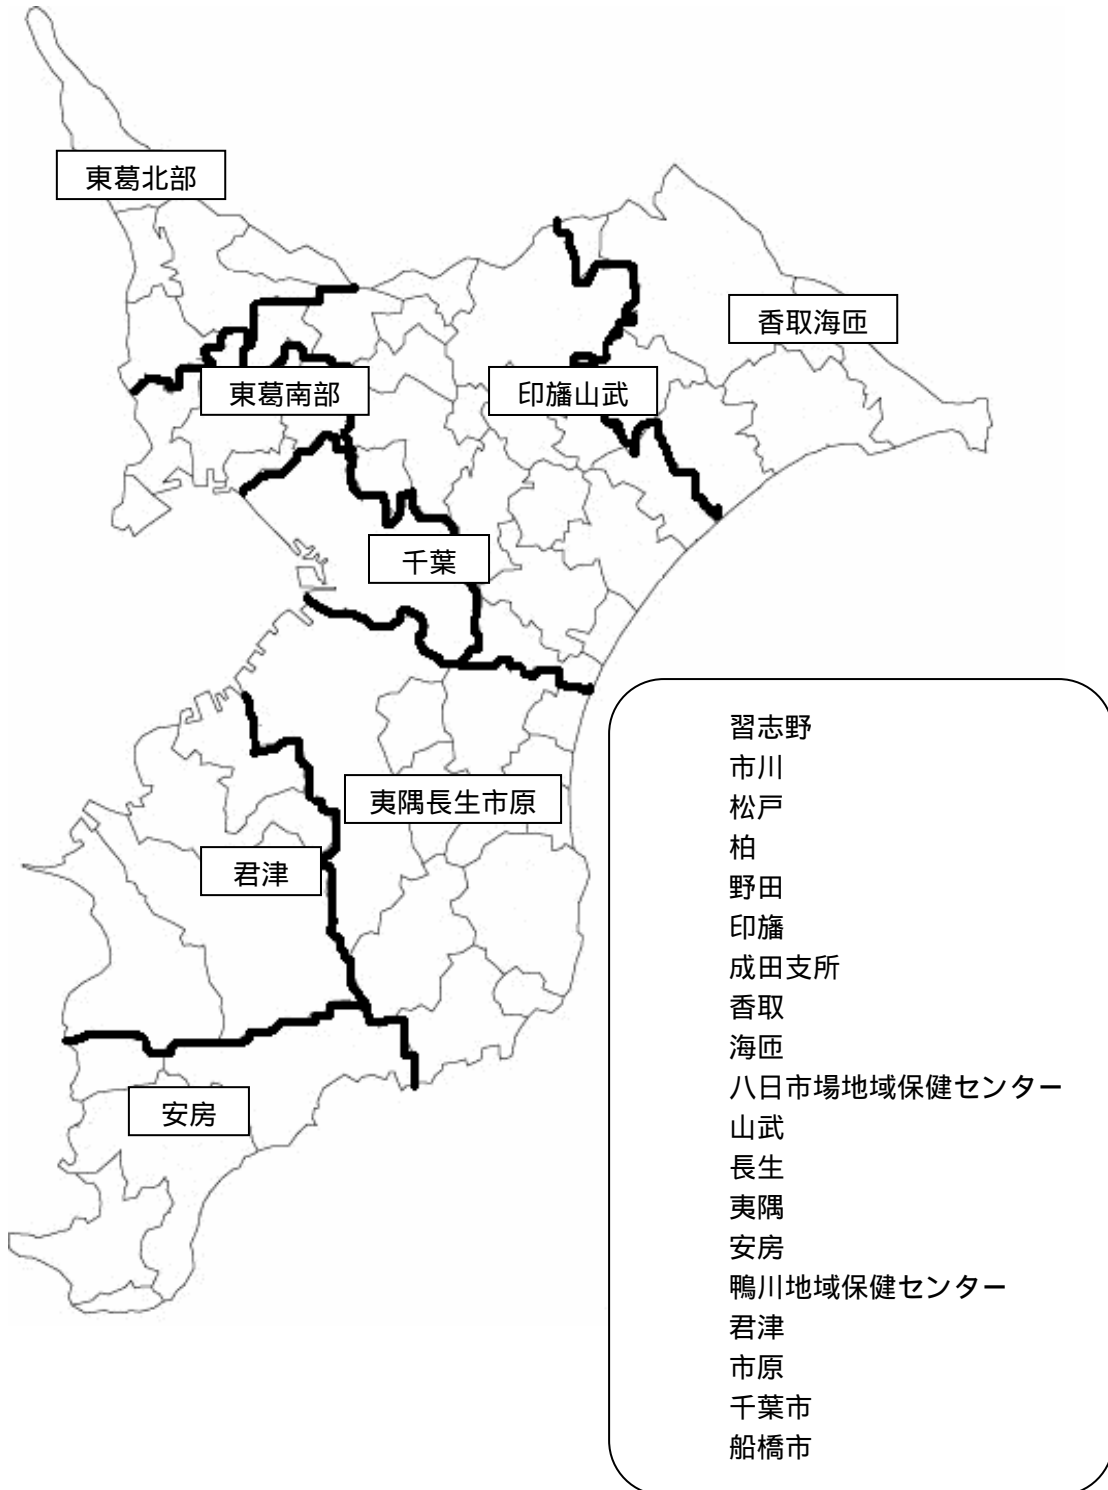 東葛北部
香取海匝
東葛南部
印旛山武
千葉
夷隅長生市原
君津
安房
習志野
市川
松戸
柏
野田
印旛
成田支所
香取
海匝
八日市場地域保健センター
山武
長生
夷隅
安房
鴨川地域保健センター
君津
市原
千葉市
船橋市